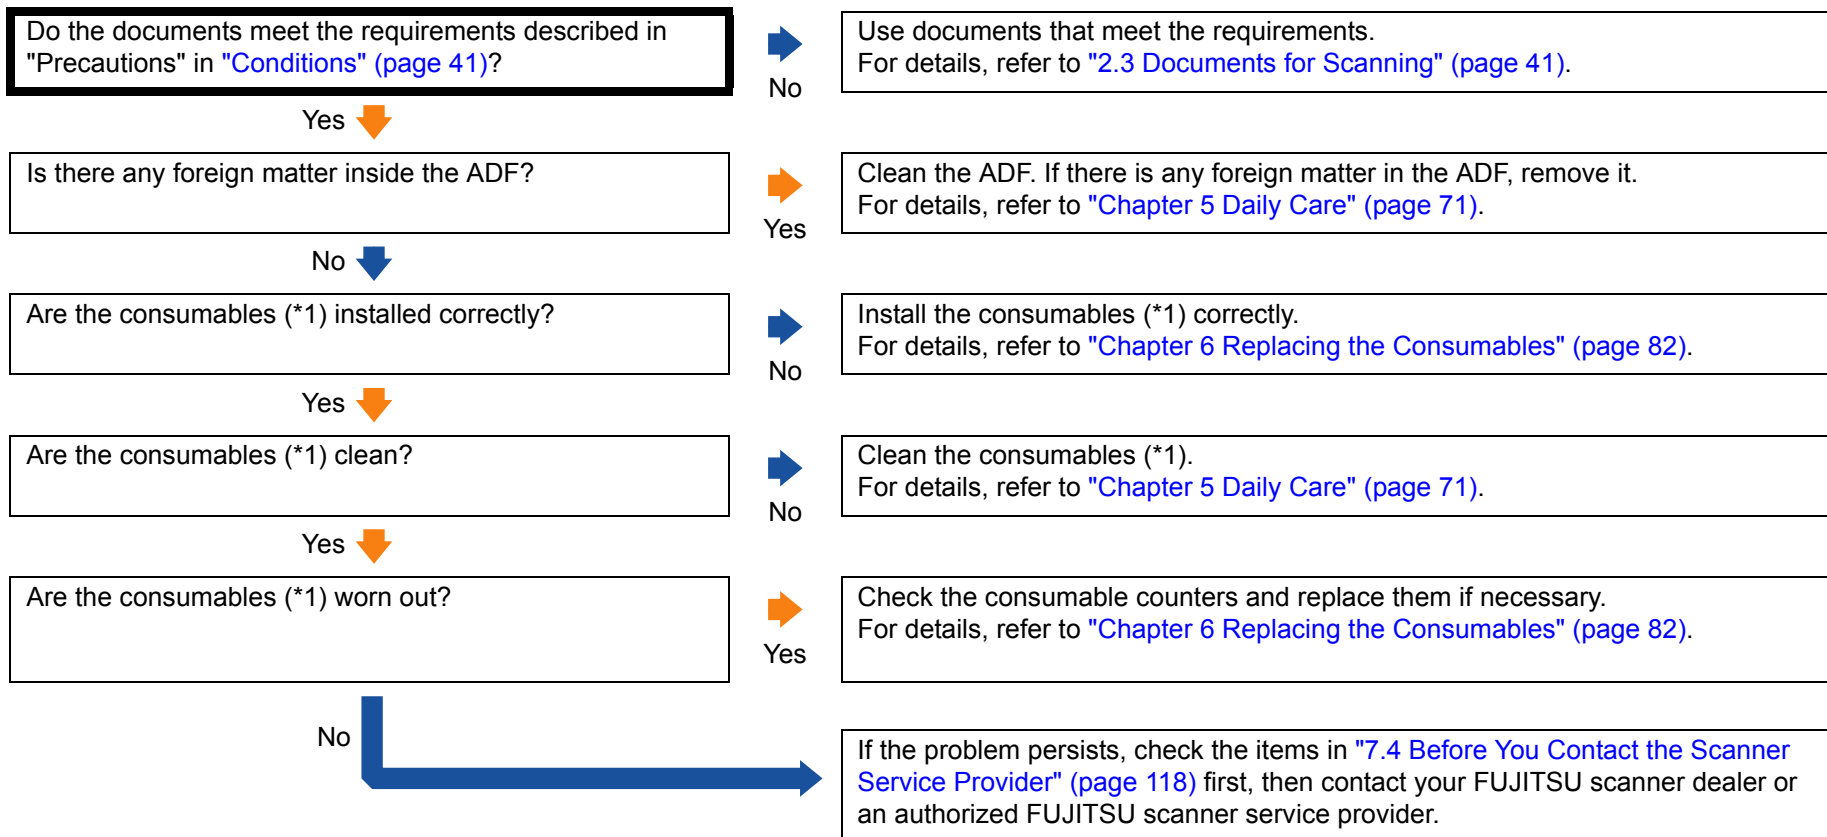 Do the documents meet the requirements described in
"Precautions" in "Conditions" (page 41)?
No
Use documents that meet the requirements.
For details, refer to "2.3 Documents for Scanning" (page 41).
Yes
Is there any foreign matter inside the ADF?
Yes
Clean the ADF. If there is any foreign matter in the ADF, remove it.
For details, refer to "Chapter 5 Daily Care" (page 71).
No
Are the consumables (*1) installed correctly?
No
Install the consumables (*1) correctly.
For details, refer to "Chapter 6 Replacing the Consumables" (page 82).
Yes
Are the consumables (*1) clean?
No
Clean the consumables (*1).
For details, refer to "Chapter 5 Daily Care" (page 71).
Yes
Are the consumables (*1) worn out?
Yes
Check the consumable counters and replace them if necessary.
For details, refer to "Chapter 6 Replacing the Consumables" (page 82).
No
If the problem persists, check the items in "7.4 Before You Contact the Scanner
Service Provider" (page 118) first, then contact your FUJITSU scanner dealer or
an authorized FUJITSU scanner service provider.